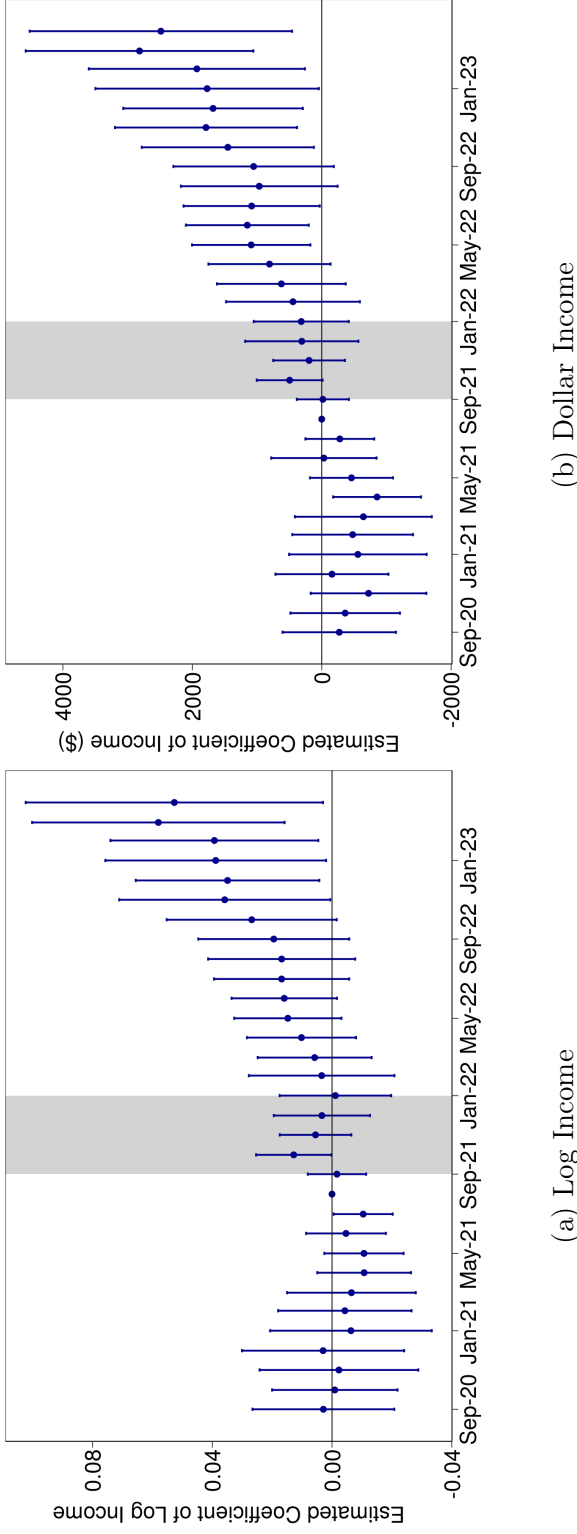 Estimated Coefficient of Log Income
0.08
0.04
0.00
-0.04
Sep-20
Jan-21
May-21
Sep-21
Jan-22
May-22
Sep-22
Jan-23
(a) Log Income
Estimated Coefficient of Income ($)
4000
2000
0
-2000
Sep-20
Jan-21
May-21
Sep-21
Jan-22
May-22
Sep-22
Jan-23
(b) Dollar Income